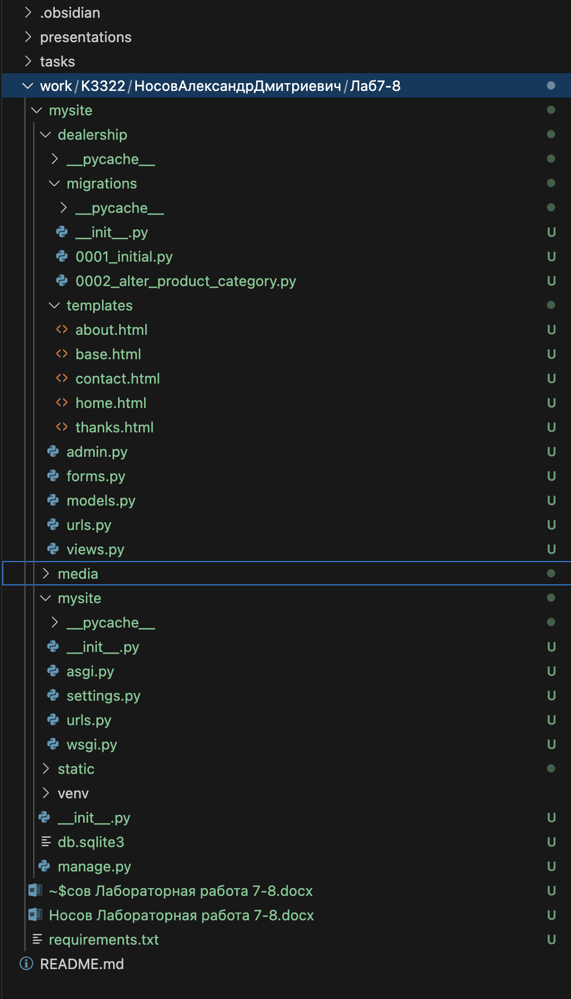 .obsidian
presentations
tasks
work / K3322 / НосовАлександрДмитриевич / Лаб7-8
mysite
dealership
__pycache__
migrations
__pycache__
__init__.py U
0001_initial.py U
0002_alter_product_category.py U
templates
about.html U
base.html U
contact.html U
home.html U
thanks.html U
admin.py U
forms.py U
models.py U
urls.py U
views.py U
media
mysite
__pycache__
__init__.py U
asgi.py U
settings.py U
urls.py U
wsgi.py U
static
venv
__init__.py U
db.sqlite3 U
manage.py U
~$сов Лабораторная работа 7-8.docx U
Носов Лабораторная работа 7-8.docx U
requirements.txt U
README.md